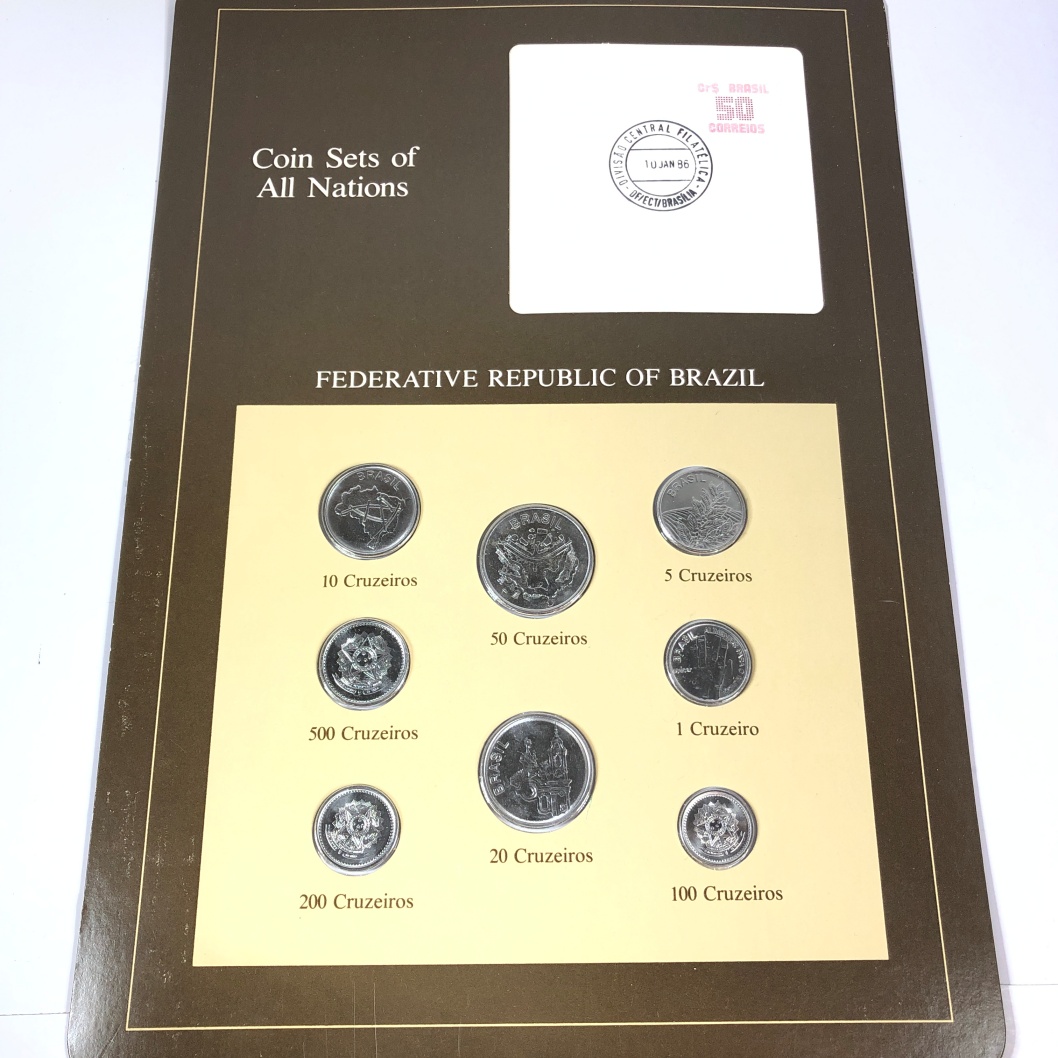 Coin Sets of
All Nations
CrS BRASIL
50
CORREIOS
DIVISÃO CENTRAL FILATÉLICA
10 JAN 86
DF/ECT/BRASÍLIA
FEDERATIVE REPUBLIC OF BRAZIL
BRASIL
10 Cruzeiros
BRASIL
50 Cruzeiros
BRASIL
5 Cruzeiros
500 Cruzeiros
BRASIL
1 Cruzeiro
BRASIL
20 Cruzeiros
200 Cruzeiros
100 Cruzeiros